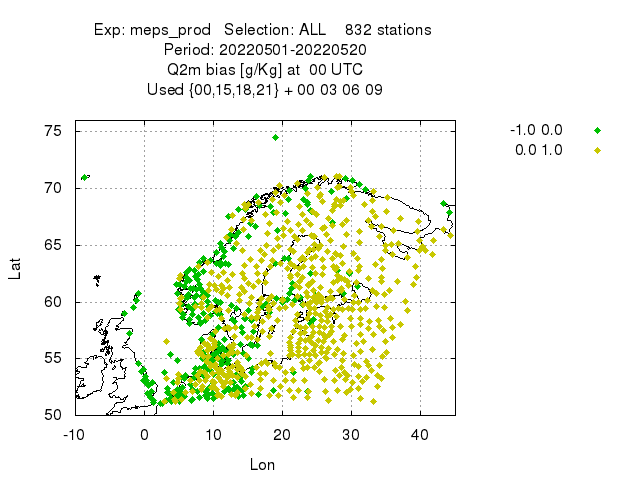 Exp: meps_prod Selection: ALL 832 stations
Period: 20220501-20220520
Q2m bias [g/Kg] at 00 UTC
Used {00,15,18,21} + 00 03 06 09
-1.0 0.0
0.0 1.0
75
70
65
60
55
50
Lat
-10 0 10 20 30 40
Lon